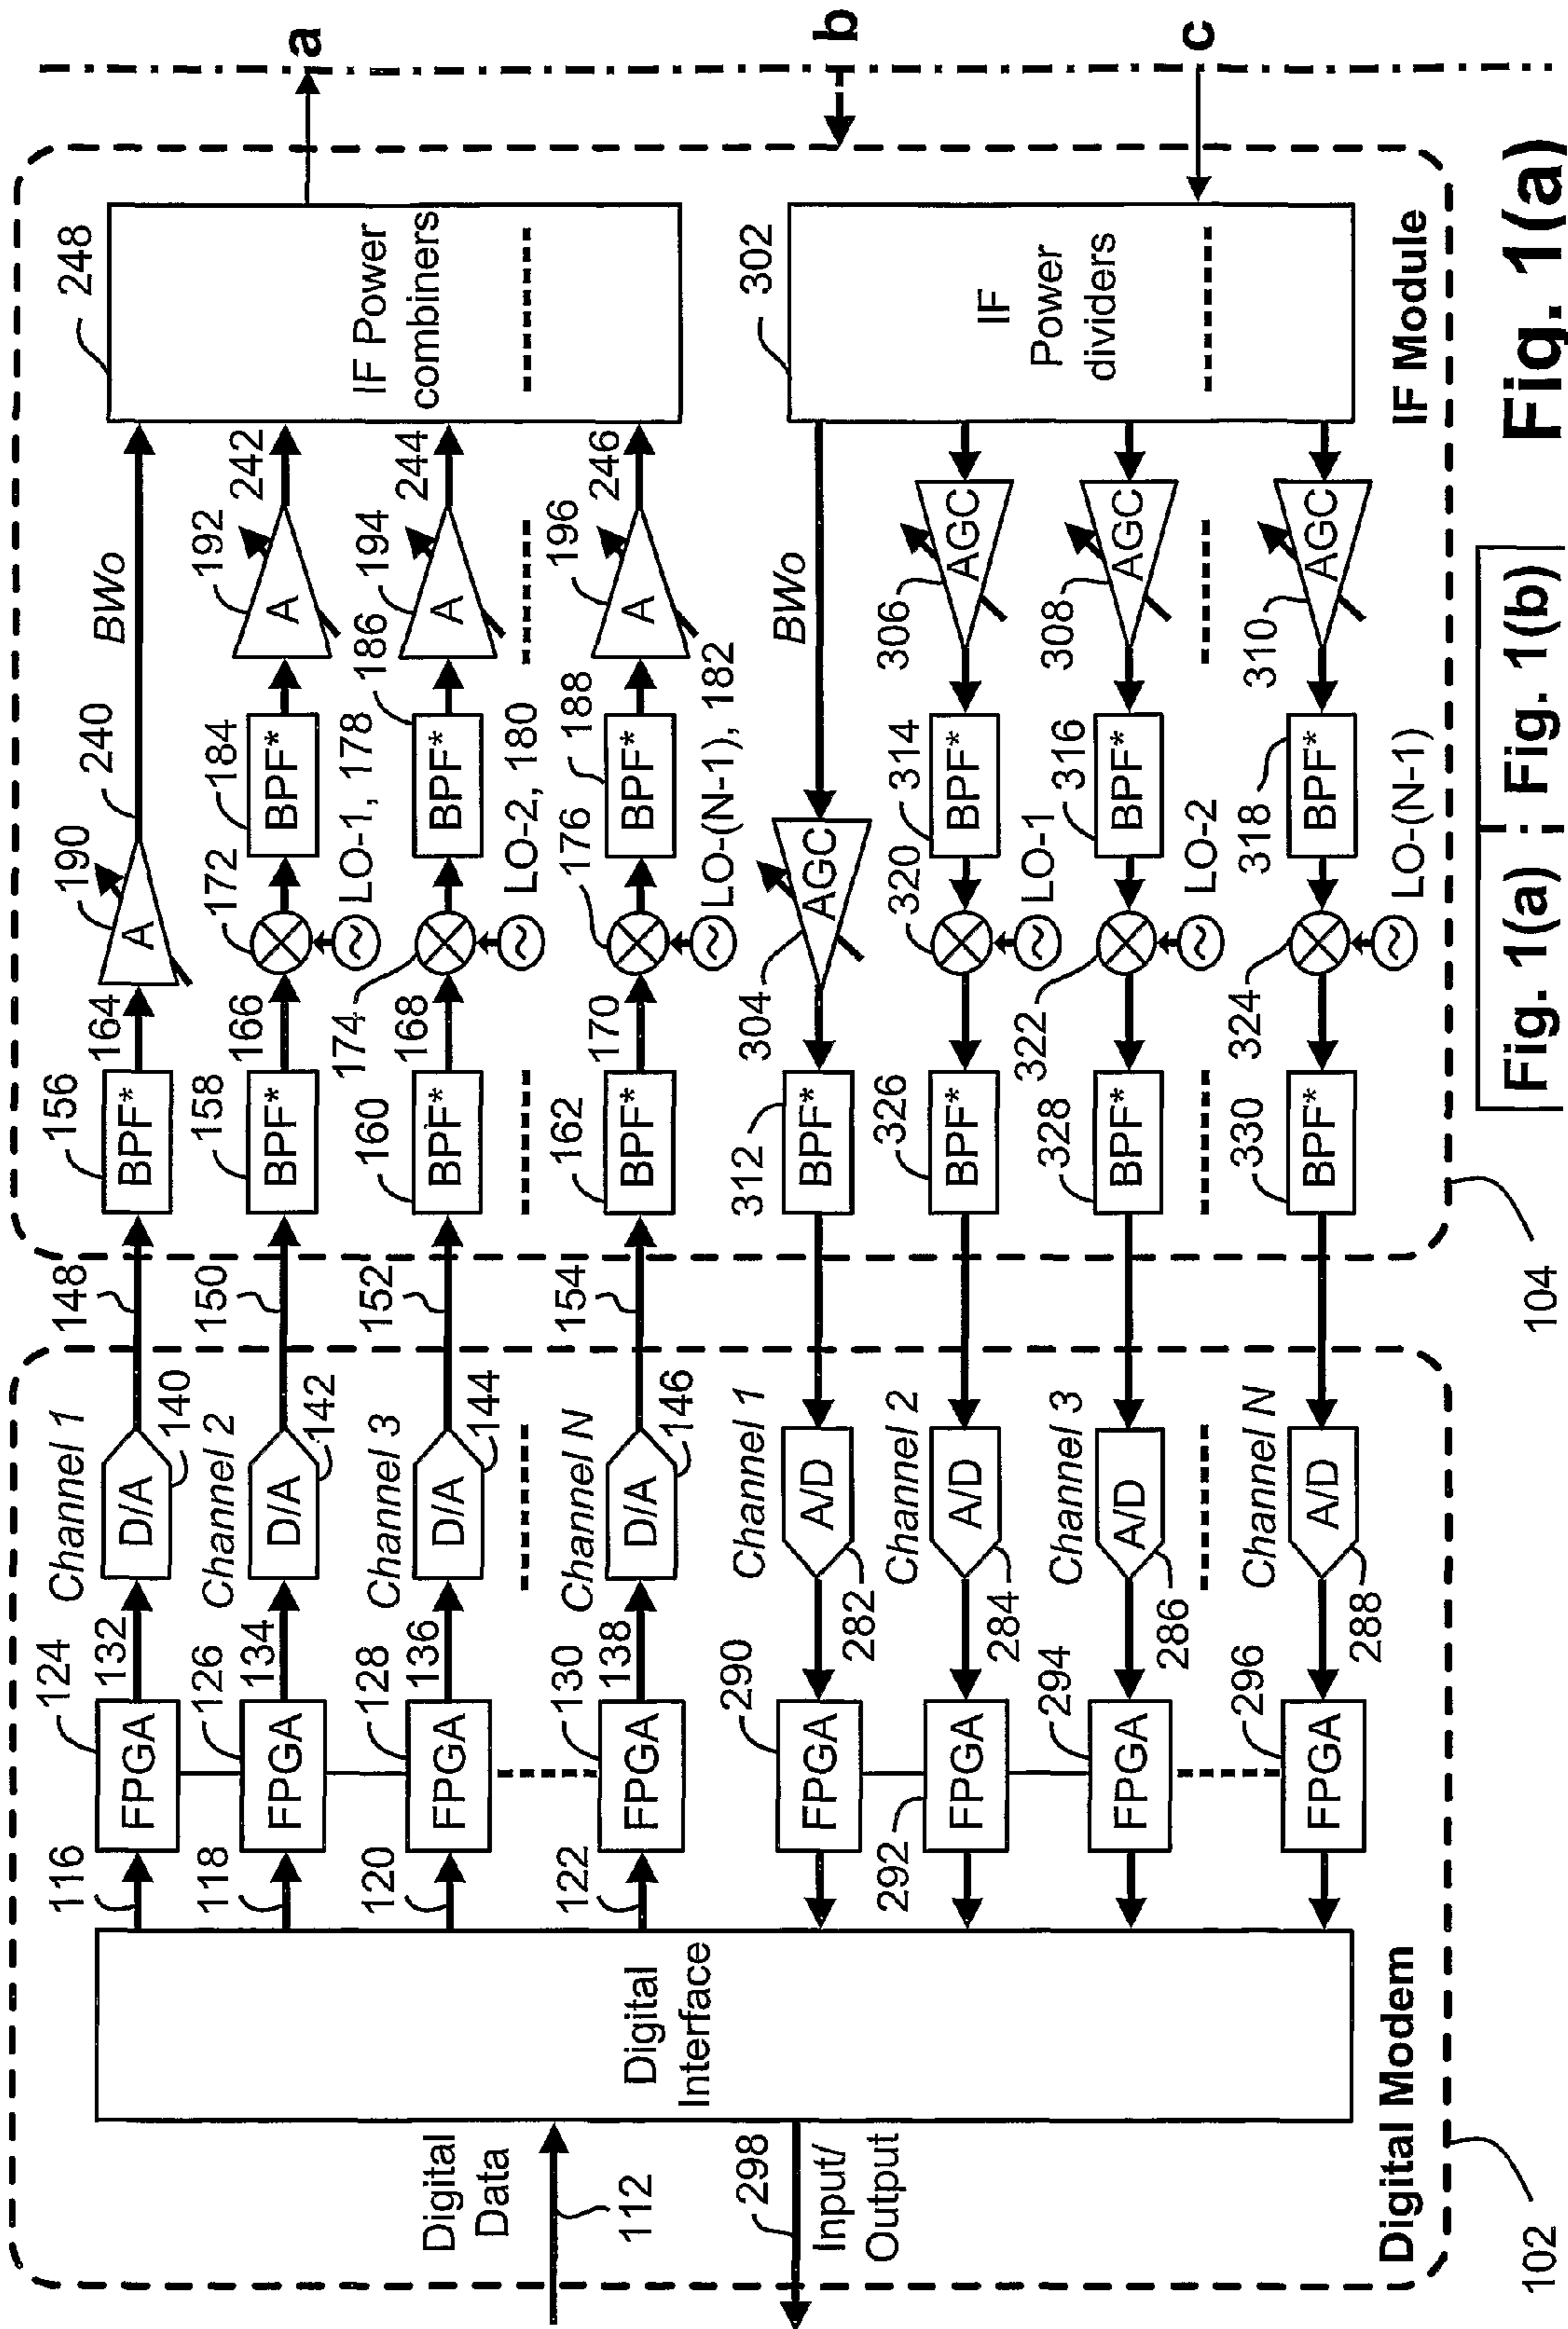 Digital Data
112
298
Input/
Output
Digital
Interface
Digital Modem
102
116
118
120
122
124
126
128
130
FPGA
FPGA
FPGA
FPGA
132
134
136
138
Channel 1
Channel 2
Channel 3
Channel N
D/A
D/A
D/A
D/A
140
142
144
146
148
150
152
154
290
292
294
296
FPGA
FPGA
FPGA
FPGA
Channel 1
Channel 2
Channel 3
Channel N
A/D
A/D
A/D
A/D
282
284
286
288
156
158
160
162
BPF*
BPF*
BPF*
BPF*
164
166
168
170
172
174
176
LO-1, 178
LO-2, 180
LO-(N-1), 182
184
186
188
BPF*
BPF*
BPF*
190
192
194
196
A
A
A
A
240
242
244
246
BWo
248
IF Power
combiners
a
b
c
302
IF
Power
dividers
BWo
304
306
308
310
AGC
AGC
AGC
AGC
312
314
316
318
BPF*
BPF*
BPF*
BPF*
320
322
324
LO-1
LO-2
LO-(N-1)
326
328
330
BPF*
BPF*
BPF*
IF Module
104
Fig. 1(a) Fig. 1(b)
Fig. 1(a)